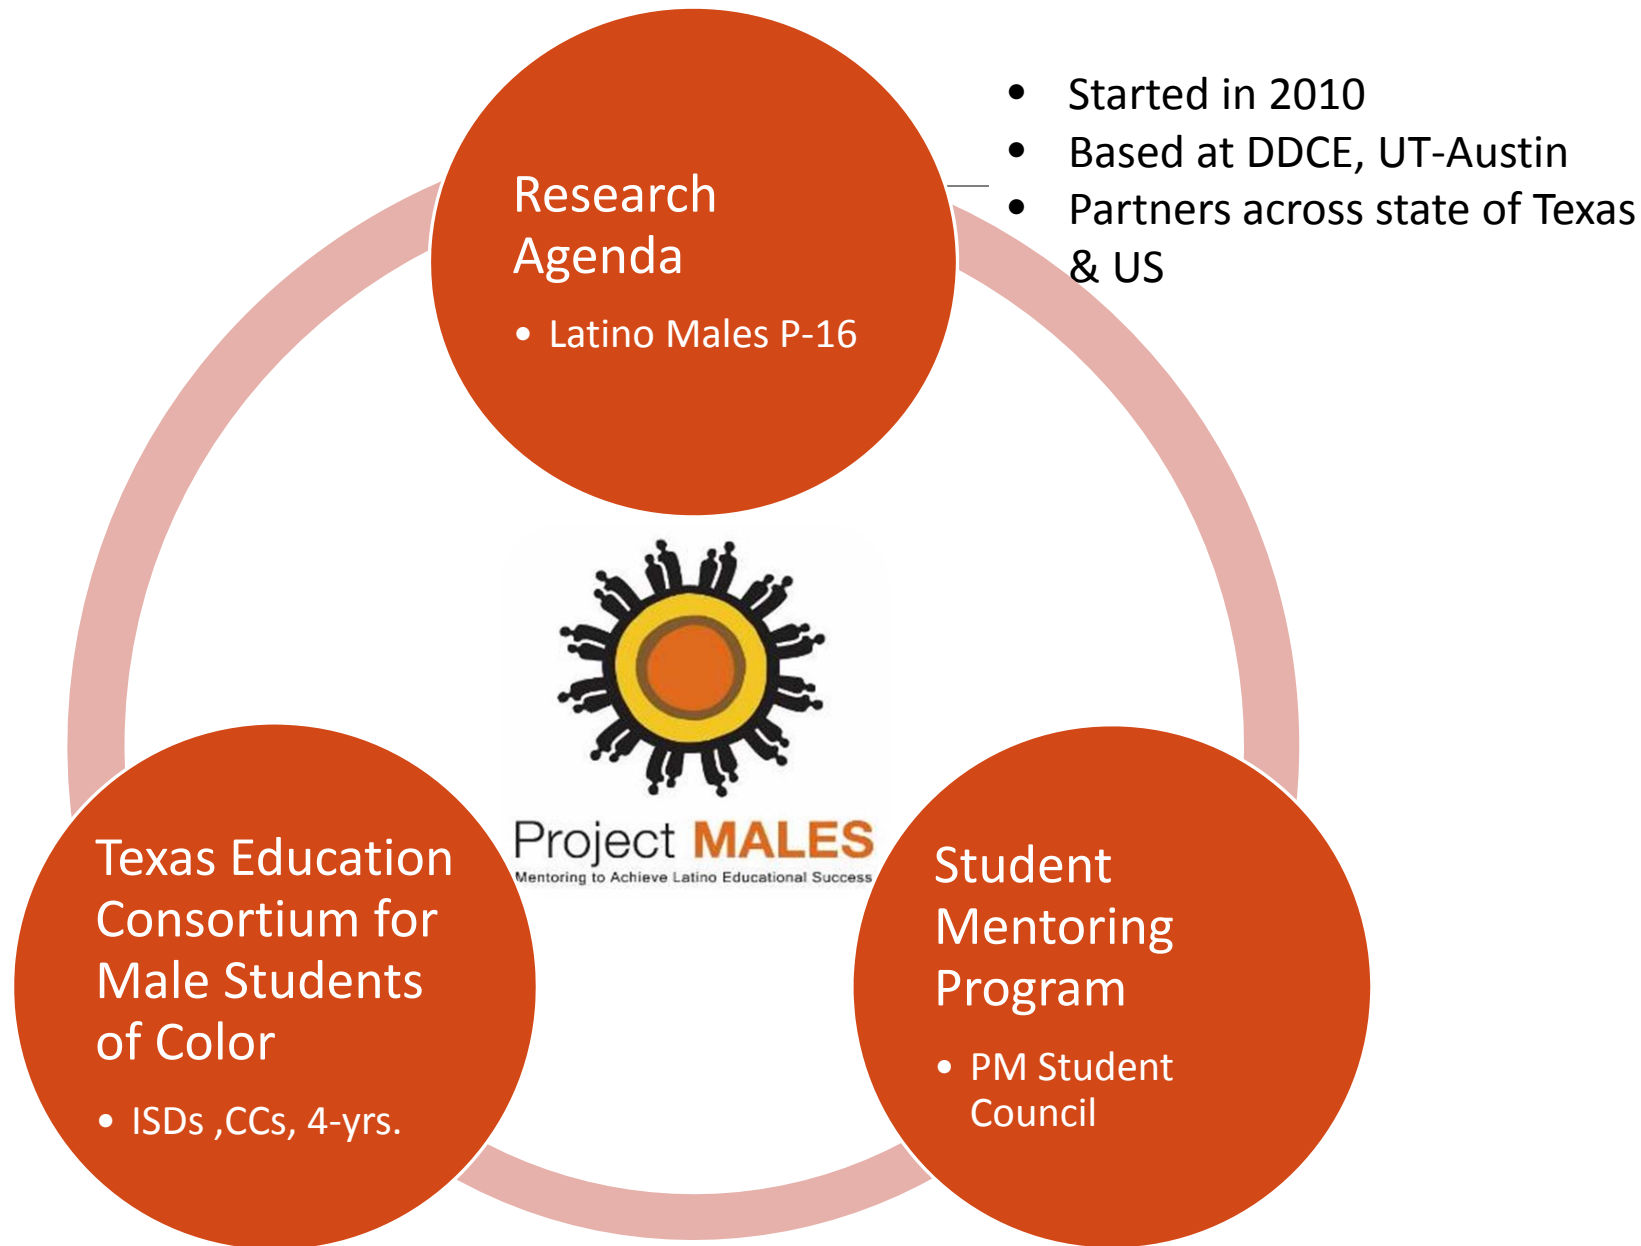 Research
Agenda
• Latino Males P-16
• Started in 2010
• Based at DDCE, UT-Austin
• Partners across state of Texas
& US
Project MALES
Mentoring to Achieve Latino Educational Success
Texas Education
Consortium for
Male Students
of Color
• ISDs ,CCs, 4-yrs.
Student
Mentoring
Program
• PM Student
Council